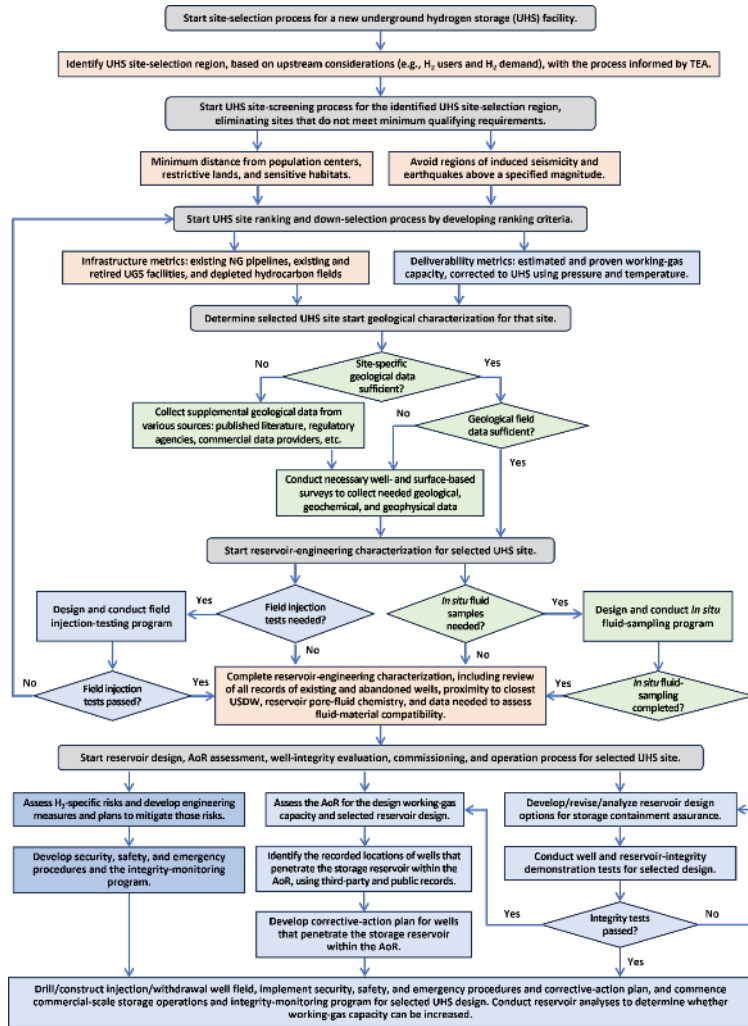 Start site-selection process for a new underground hydrogen storage (UHS) facility.
Identify UHS site-selection region, based on upstream considerations (e.g., H₂ users and H₂ demand), with the process informed by TEA.
Start UHS site-screening process for the identified UHS site-selection region,
eliminating sites that do not meet minimum qualifying requirements.
Minimum distance from population centers,
restrictive lands, and sensitive habitats.
Avoid regions of induced seismicity and
earthquakes above a specified magnitude.
Start UHS site ranking and down-selection process by developing ranking criteria.
Infrastructure metrics: existing NG pipelines, existing and
retired UGS facilities, and depleted hydrocarbon fields
Deliverability metrics: estimated and proven working-gas
capacity, corrected to UHS using pressure and temperature.
Determine selected UHS site start geological characterization for that site.
No
Site-specific
geological data
sufficient?
Yes
Collect supplemental geological data from
various sources: published literature, regulatory
agencies, commercial data providers, etc.
No
Geological field
data sufficient?
Yes
Conduct necessary well- and surface-based
surveys to collect needed geological,
geochemical, and geophysical data
Start reservoir-engineering characterization for selected UHS site.
Design and conduct field
injection-testing program
Yes
Field injection
tests needed?
No
In situ fluid
samples
needed?
No
Yes
Design and conduct in situ
fluid-sampling program
No
Field injection
tests passed?
Yes
Complete reservoir-engineering characterization, including review
of all records of existing and abandoned wells, proximity to closest
USDW, reservoir pore-fluid chemistry, and data needed to assess
fluid-material compatibility.
Yes
In situ fluid-
sampling
completed?
Start reservoir design, AoR assessment, well-integrity evaluation, commissioning, and operation process for selected UHS site.
Assess H₂-specific risks and develop engineering
measures and plans to mitigate those risks.
Assess the AoR for the design working-gas
capacity and selected reservoir design.
Develop/revise/analyze reservoir design
options for storage containment assurance.
Develop security, safety, and emergency
procedures and the integrity-monitoring
program.
Identify the recorded locations of wells that
penetrate the storage reservoir within the
AoR, using third-party and public records.
Conduct well and reservoir-integrity
demonstration tests for selected design.
Develop corrective-action plan for wells
that penetrate the storage reservoir
within the AoR.
Yes
Integrity tests
passed?
No
Yes
Drill/construct injection/withdrawal well field, implement security, safety, and emergency procedures and corrective-action plan, and commence
commercial-scale storage operations and integrity-monitoring program for selected UHS design. Conduct reservoir analyses to determine whether
working-gas capacity can be increased.